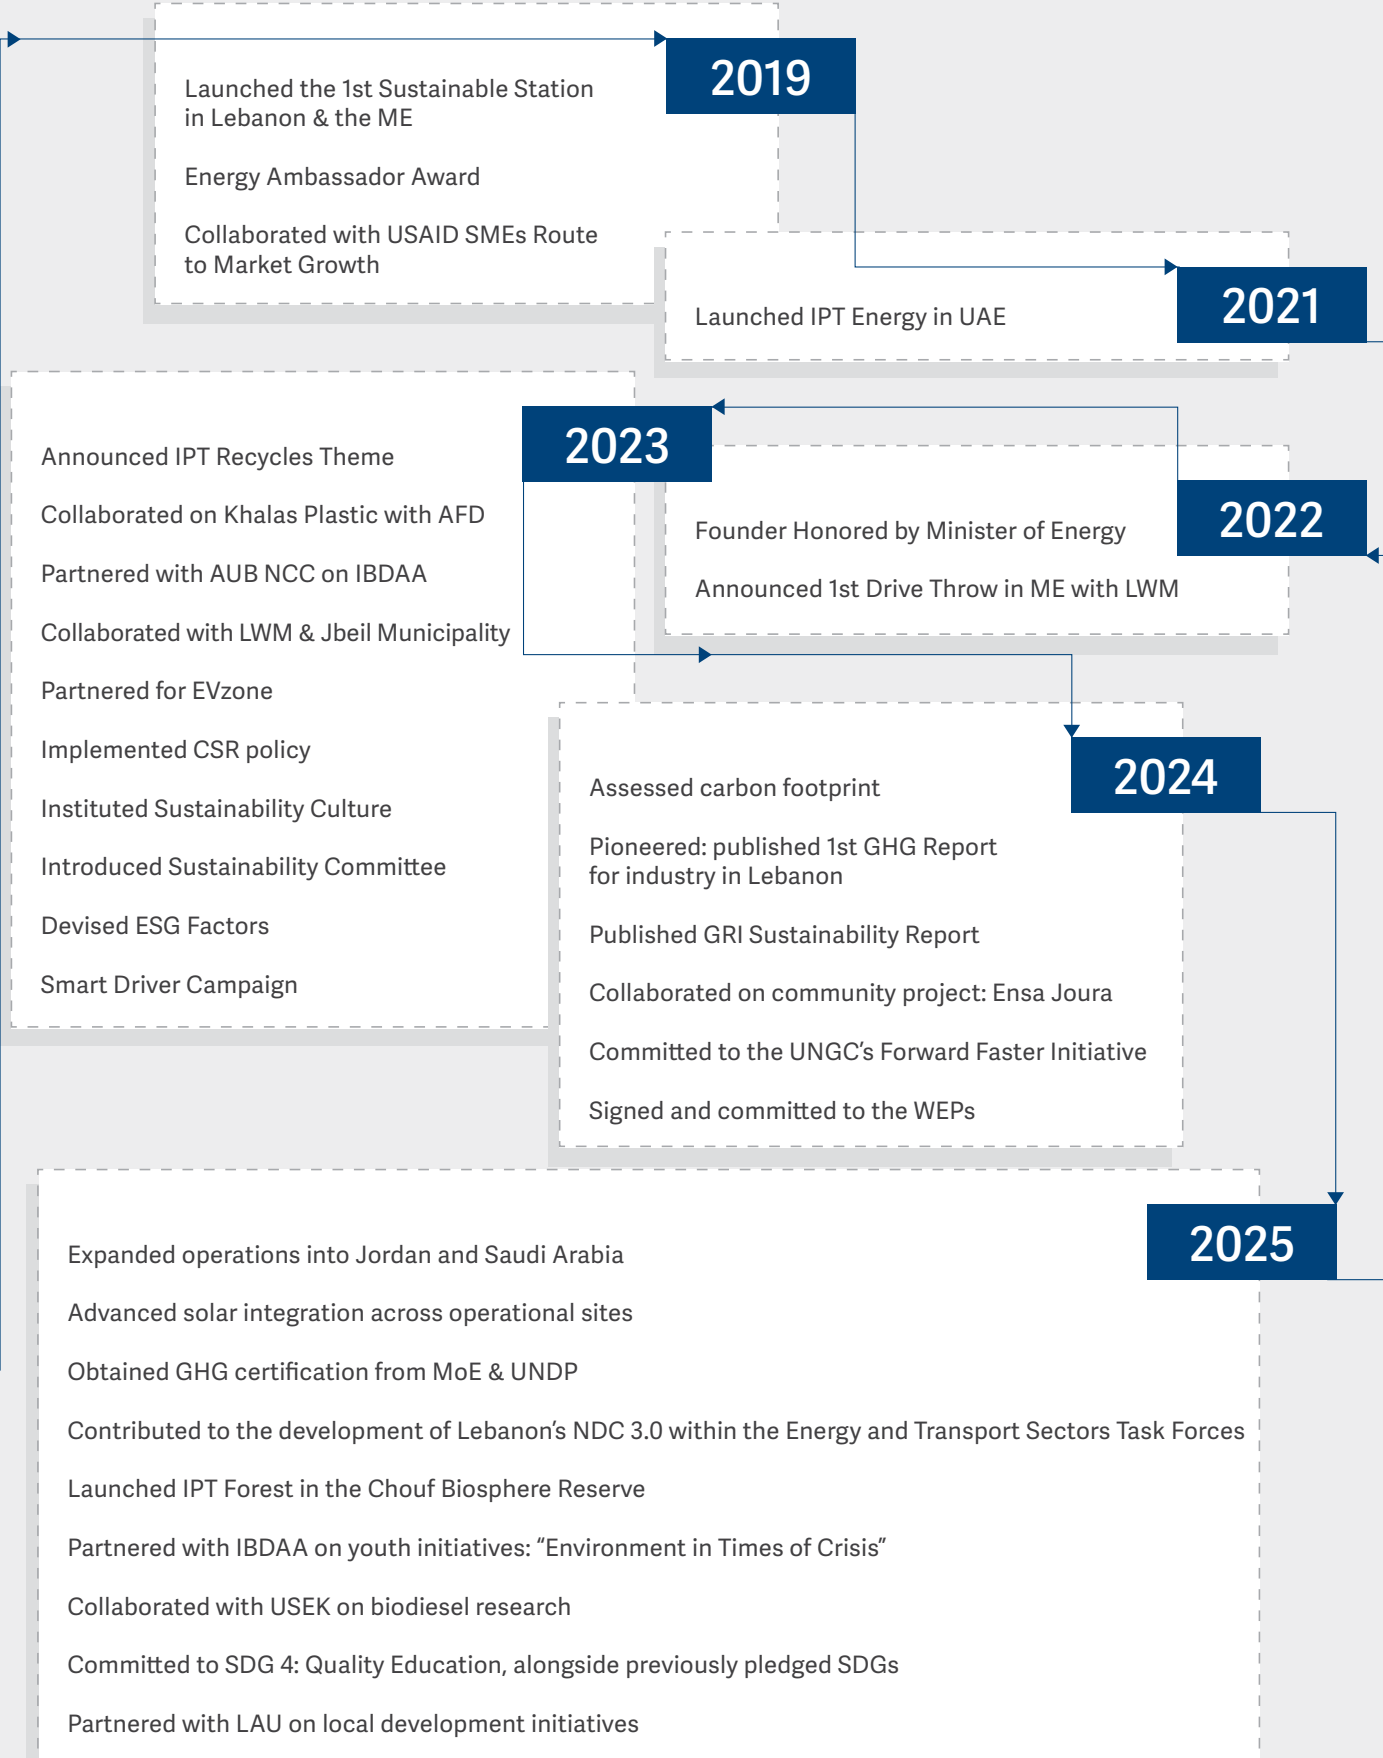 2019
Launched the 1st Sustainable Station
in Lebanon & the ME
Energy Ambassador Award
Collaborated with USAID SMEs Route
to Market Growth
2021
Launched IPT Energy in UAE
2022
Founder Honored by Minister of Energy
Announced 1st Drive Throw in ME with LWM
2023
Announced IPT Recycles Theme
Collaborated on Khalas Plastic with AFD
Partnered with AUB NCC on IBDAA
Collaborated with LWM & Jbeil Municipality
Partnered for EVzone
Implemented CSR policy
Instituted Sustainability Culture
Introduced Sustainability Committee
Devised ESG Factors
Smart Driver Campaign
2024
Assessed carbon footprint
Pioneered: published 1st GHG Report
for industry in Lebanon
Published GRI Sustainability Report
Collaborated on community project: Ensa Joura
Committed to the UNGC’s Forward Faster Initiative
Signed and committed to the WEPs
2025
Expanded operations into Jordan and Saudi Arabia
Advanced solar integration across operational sites
Obtained GHG certification from MoE & UNDP
Contributed to the development of Lebanon’s NDC 3.0 within the Energy and Transport Sectors Task Forces
Launched IPT Forest in the Chouf Biosphere Reserve
Partnered with IBDAA on youth initiatives: “Environment in Times of Crisis”
Collaborated with USEK on biodiesel research
Committed to SDG 4: Quality Education, alongside previously pledged SDGs
Partnered with LAU on local development initiatives